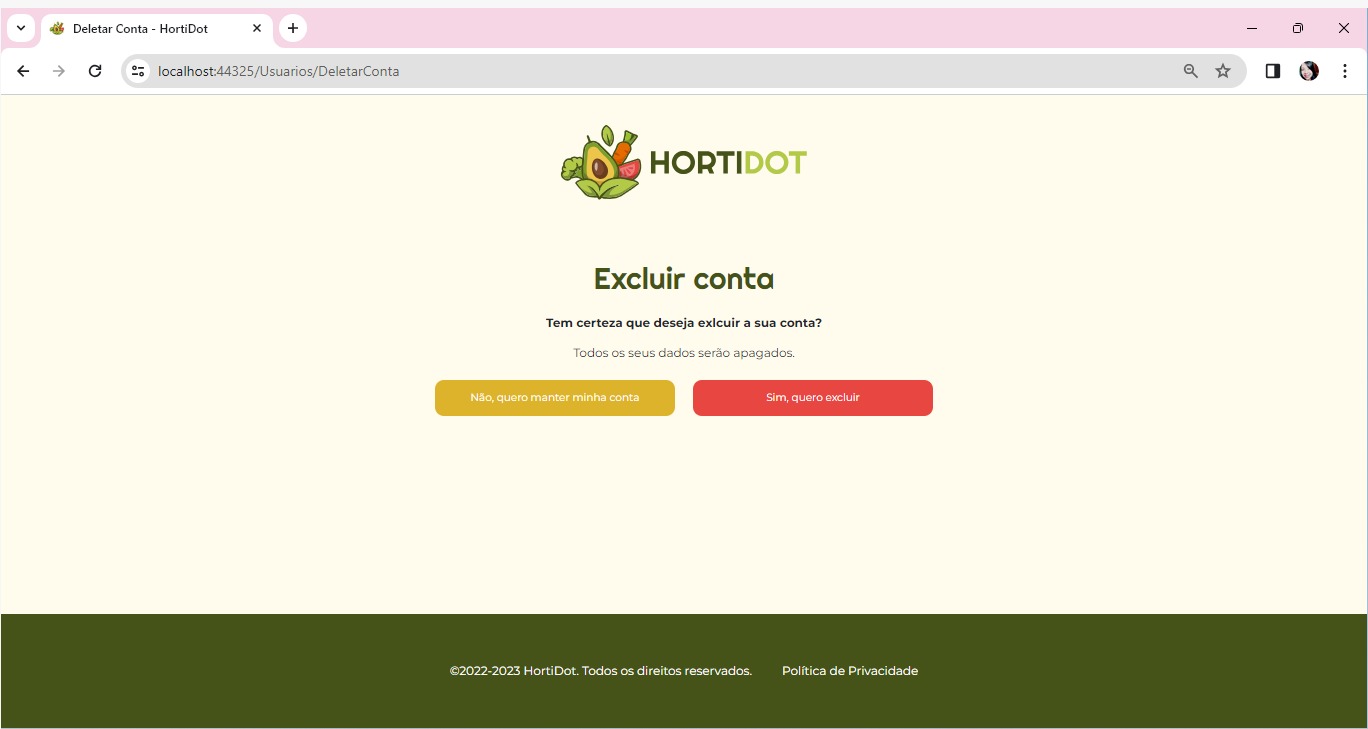 Deletar Conta - HortiDot
localhost:44325/Usuarios/DeletarConta
HORTIDOT
Excluir conta
Tem certeza que deseja exlcuir a sua conta?
Todos os seus dados serão apagados.
Não, quero manter minha conta
Sim, quero excluir
©2022-2023 HortiDot. Todos os direitos reservados.
Política de Privacidade